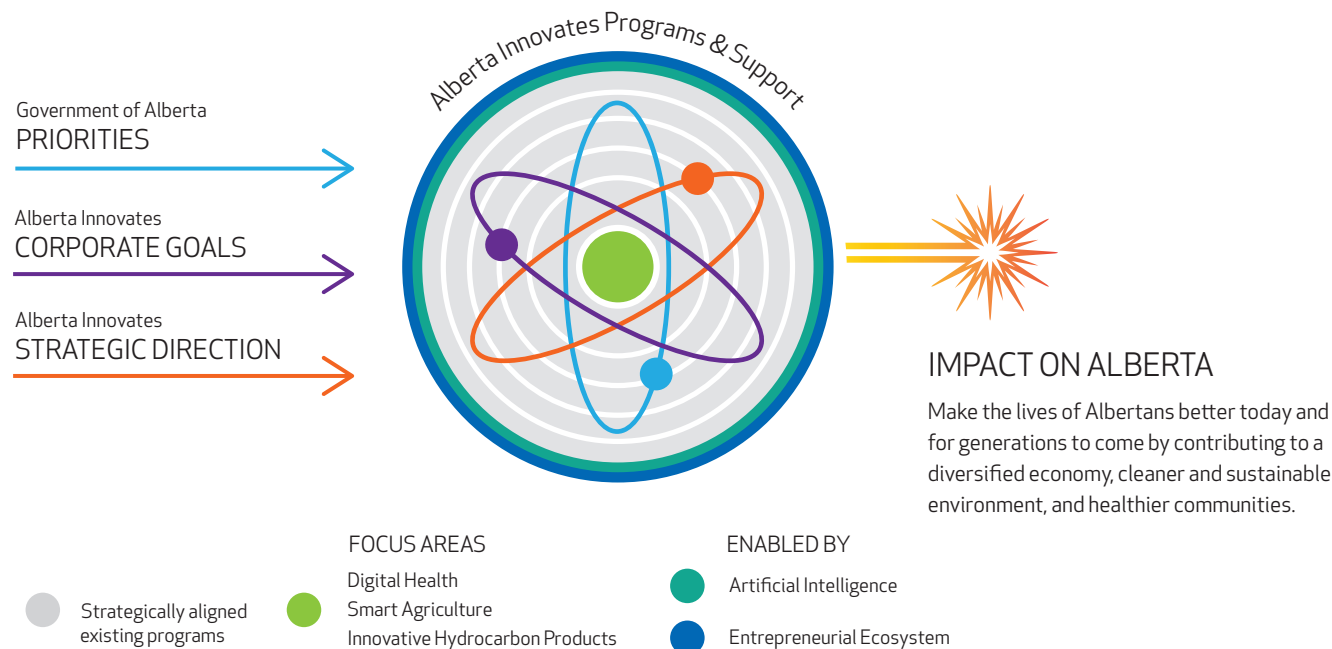 Alberta Innovates Programs & Support
Government of Alberta
PRIORITIES
Alberta Innovates
CORPORATE GOALS
Alberta Innovates
STRATEGIC DIRECTION
IMPACT ON ALBERTA
Make the lives of Albertans better today and
for generations to come by contributing to a
diversified economy, cleaner and sustainable
environment, and healthier communities.
Strategically aligned
existing programs
FOCUS AREAS
Digital Health
Smart Agriculture
Innovative Hydrocarbon Products
ENABLED BY
Artificial Intelligence
Entrepreneurial Ecosystem